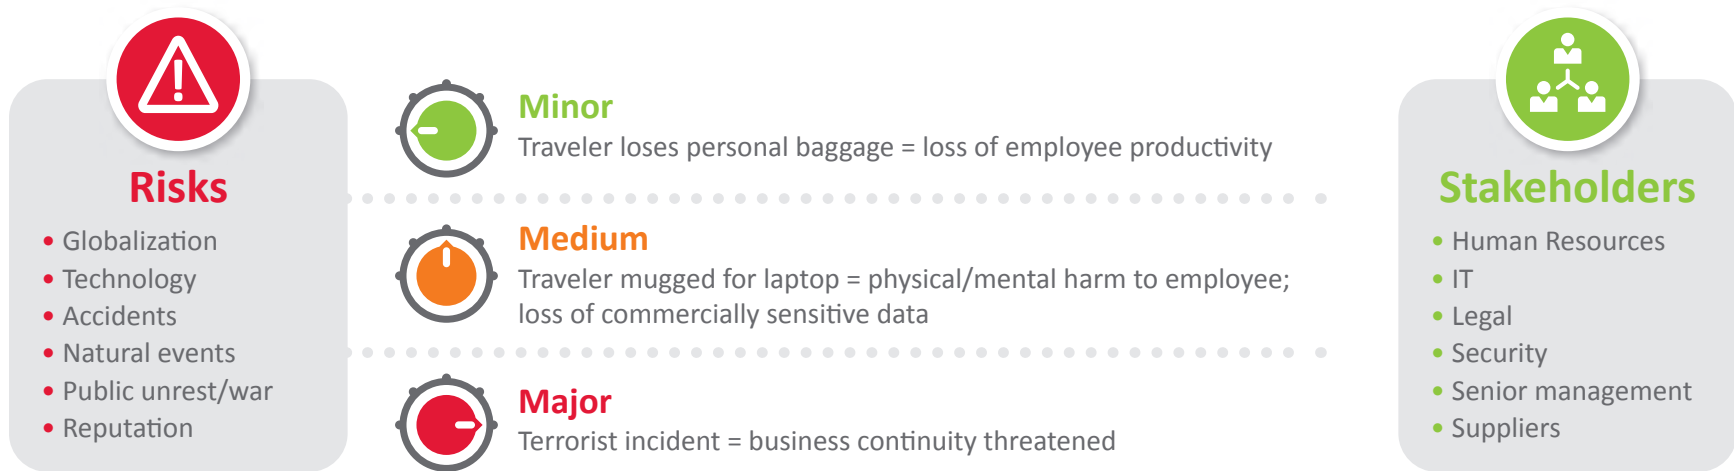 Risks
• Globalization
• Technology
• Accidents
• Natural events
• Public unrest/war
• Reputation
Minor
Traveler loses personal baggage = loss of employee productivity
Medium
Traveler mugged for laptop = physical/mental harm to employee;
loss of commercially sensitive data
Major
Terrorist incident = business continuity threatened
Stakeholders
• Human Resources
• IT
• Legal
• Security
• Senior management
• Suppliers